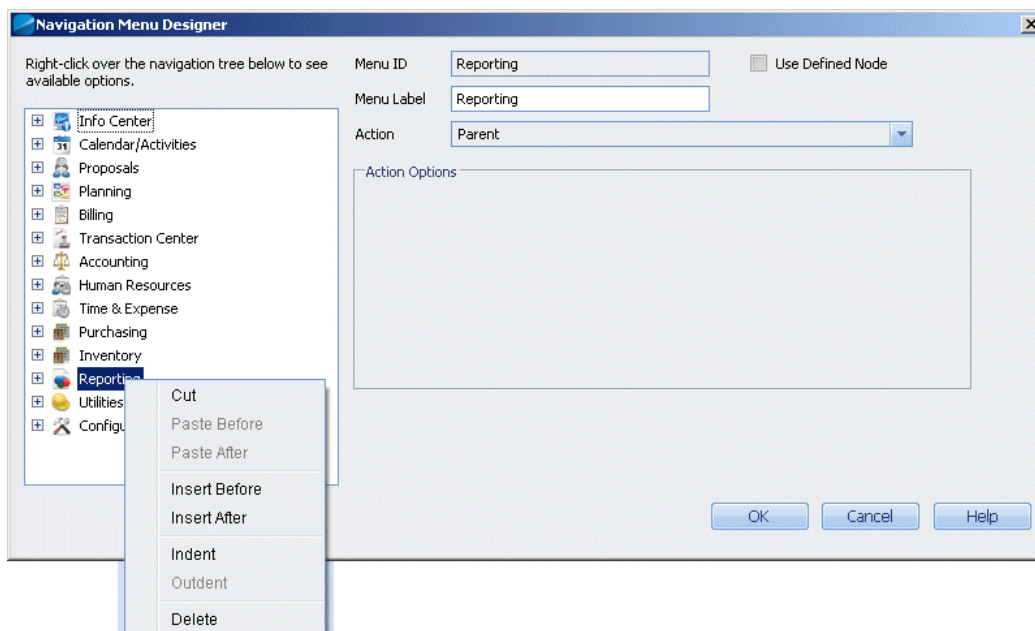 Navigation Menu Designer
Right-click over the navigation tree below to see
available options.
Menu ID
Reporting
Use Defined Node
Menu Label
Reporting
Action
Parent
Action Options
Info Center
31
Calendar/Activities
Proposals
Planning
Billing
Transaction Center
Accounting
Human Resources
Time & Expense
Purchasing
Inventory
Reporting
Utilities
Configu
Cut
Paste Before
Paste After
Insert Before
Insert After
Indent
Outdent
Delete
OK
Cancel
Help